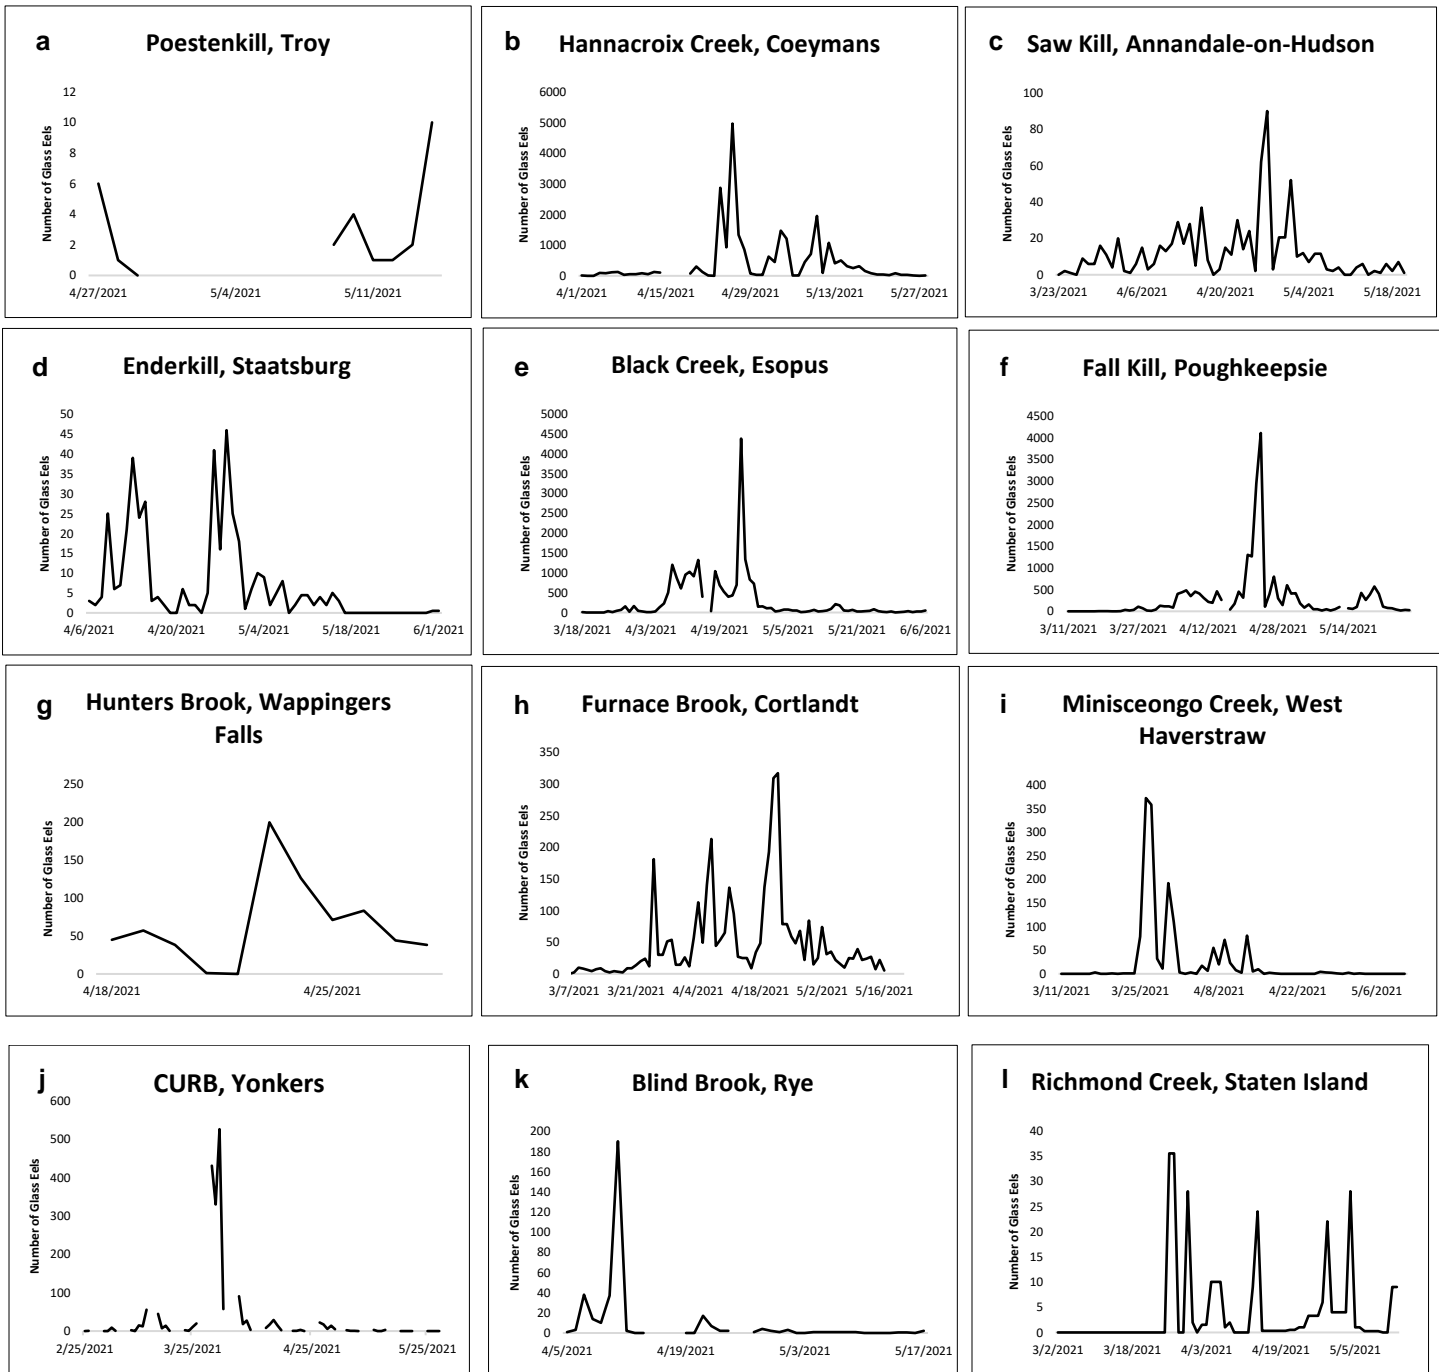 a
Poestenkill, Troy
Number of Glass Eels
12
10
8
6
4
2
0
4/27/2021 5/4/2021 5/11/2021
b
Hannacroix Creek, Coeymans
Number of Glass Eels
6000
5000
4000
3000
2000
1000
0
4/1/2021 4/15/2021 4/29/2021 5/13/2021 5/27/2021
c
Saw Kill, Annandale-on-Hudson
Number of Glass Eels
100
80
60
40
20
0
3/23/2021 4/6/2021 4/20/2021 5/4/2021 5/18/2021
d
Enderkill, Staatsburg
Number of Glass Eels
50
45
40
35
30
25
20
15
10
5
0
4/6/2021 4/20/2021 5/4/2021 5/18/2021 6/1/2021
e
Black Creek, Esopus
Number of Glass Eels
5000
4500
4000
3500
3000
2500
2000
1500
1000
500
0
3/18/2021 4/3/2021 4/19/2021 5/5/2021 5/21/2021 6/6/2021
f
Fall Kill, Poughkeepsie
Number of Glass Eels
4500
4000
3500
3000
2500
2000
1500
1000
500
0
3/11/2021 3/27/2021 4/12/2021 4/28/2021 5/14/2021
g
Hunters Brook, Wappingers
Falls
Number of Glass Eels
250
200
150
100
50
0
4/18/2021 4/25/2021
h
Furnace Brook, Cortlandt
Number of Glass Eels
350
300
250
200
150
100
50
0
3/7/2021 3/21/2021 4/4/2021 4/18/2021 5/2/2021 5/16/2021
i
Minisceongo Creek, West
Haverstraw
Number of Glass Eels
400
350
300
250
200
150
100
50
0
3/11/2021 3/25/2021 4/8/2021 4/22/2021 5/6/2021
j
CURB, Yonkers
Number of Glass Eels
600
500
400
300
200
100
0
2/25/2021 3/25/2021 4/25/2021 5/25/2021
k
Blind Brook, Rye
Number of Glass Eels
200
180
160
140
120
100
80
60
40
20
0
4/5/2021 4/19/2021 5/3/2021 5/17/2021
l
Richmond Creek, Staten Island
Number of Glass Eels
40
35
30
25
20
15
10
5
0
3/2/2021 3/18/2021 4/3/2021 4/19/2021 5/5/2021